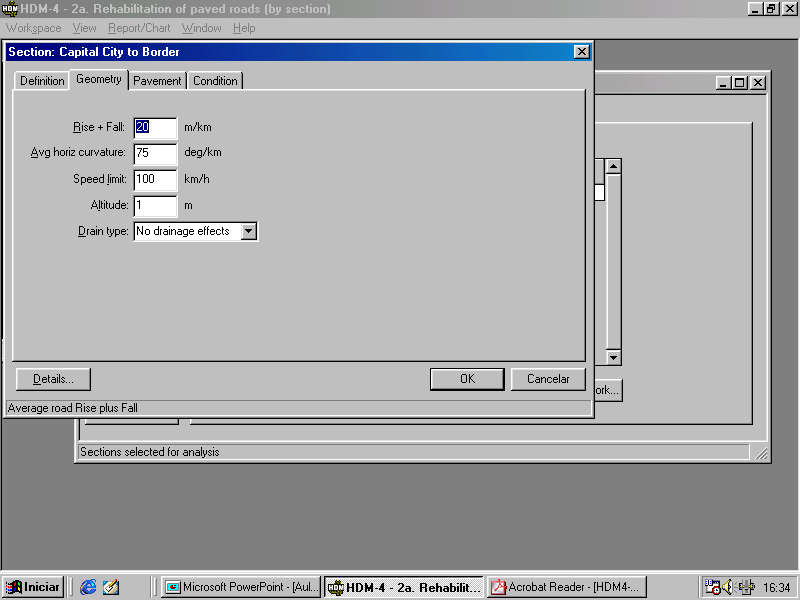 HDM-4 - 2a. Rehabilitation of paved roads (by section)
Workspace View Report/Chart Window Help
Section: Capital City to Border
Definition Geometry Pavement Condition
Rise + Fall: 20 m/km
Avg horiz curvature: 75 deg/km
Speed limit: 100 km/h
Altitude: 1 m
Drain type: No drainage effects
Details... OK Cancelar
ork...
Average road Rise plus Fall
Sections selected for analysis
Iniciar Microsoft PowerPoint - [Aul... HDM-4 - 2a. Rehabilit... Acrobat Reader - [HDM4-... 16:34